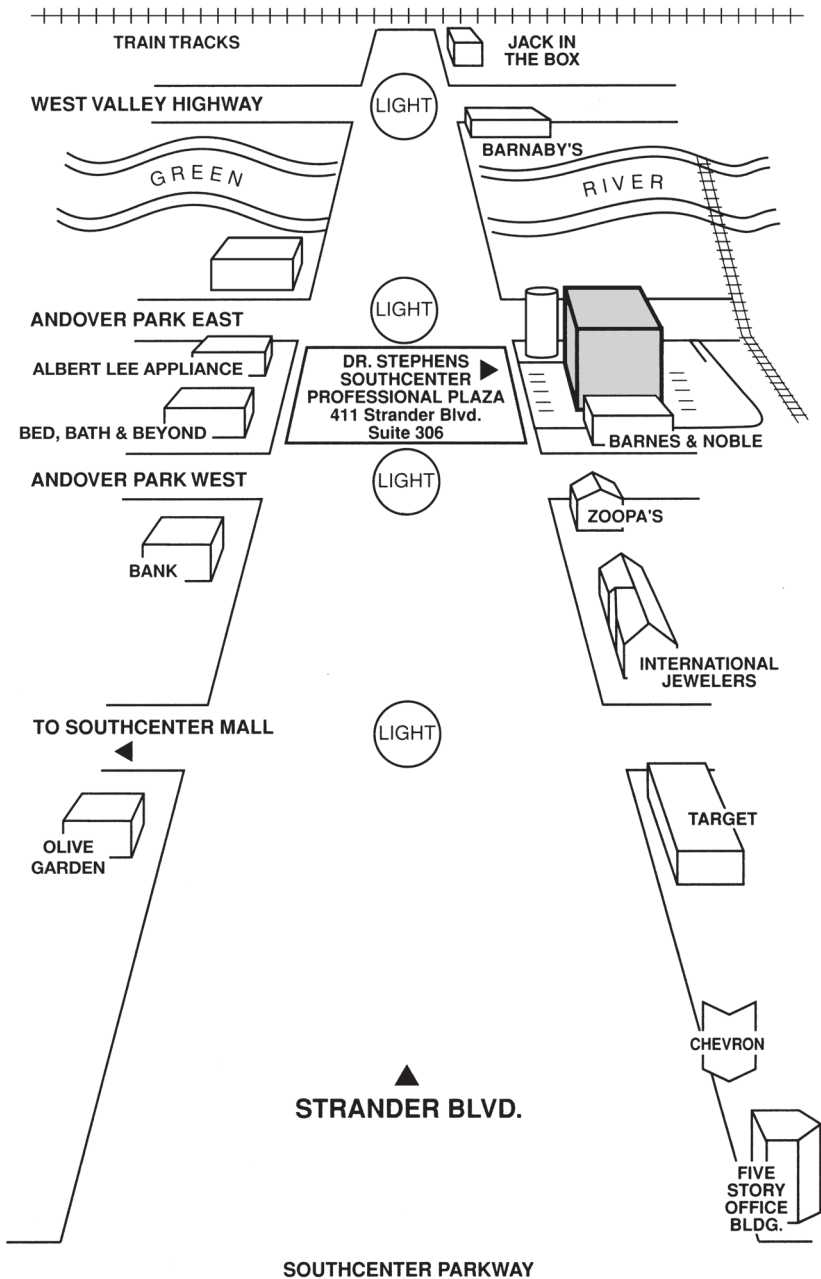 TRAIN TRACKS
JACK IN
THE BOX
WEST VALLEY HIGHWAY
LIGHT
BARNABY'S
GREEN
RIVER
ANDOVER PARK EAST
LIGHT
ALBERT LEE APPLIANCE
DR. STEPHENS
SOUTHCENTER
PROFESSIONAL PLAZA
411 Strander Blvd.
Suite 306
BED, BATH & BEYOND
BARNES & NOBLE
ANDOVER PARK WEST
LIGHT
ZOOPA'S
BANK
INTERNATIONAL
JEWELERS
TO SOUTHCENTER MALL
LIGHT
TARGET
OLIVE
GARDEN
CHEVRON
STRANDER BLVD.
FIVE
STORY
OFFICE
BLDG.
SOUTHCENTER PARKWAY